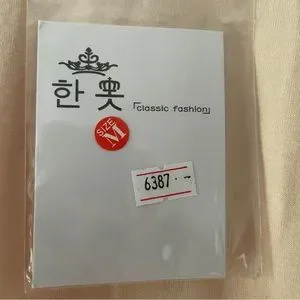 한옷 「classic fashion」
SIZE M
6387.-